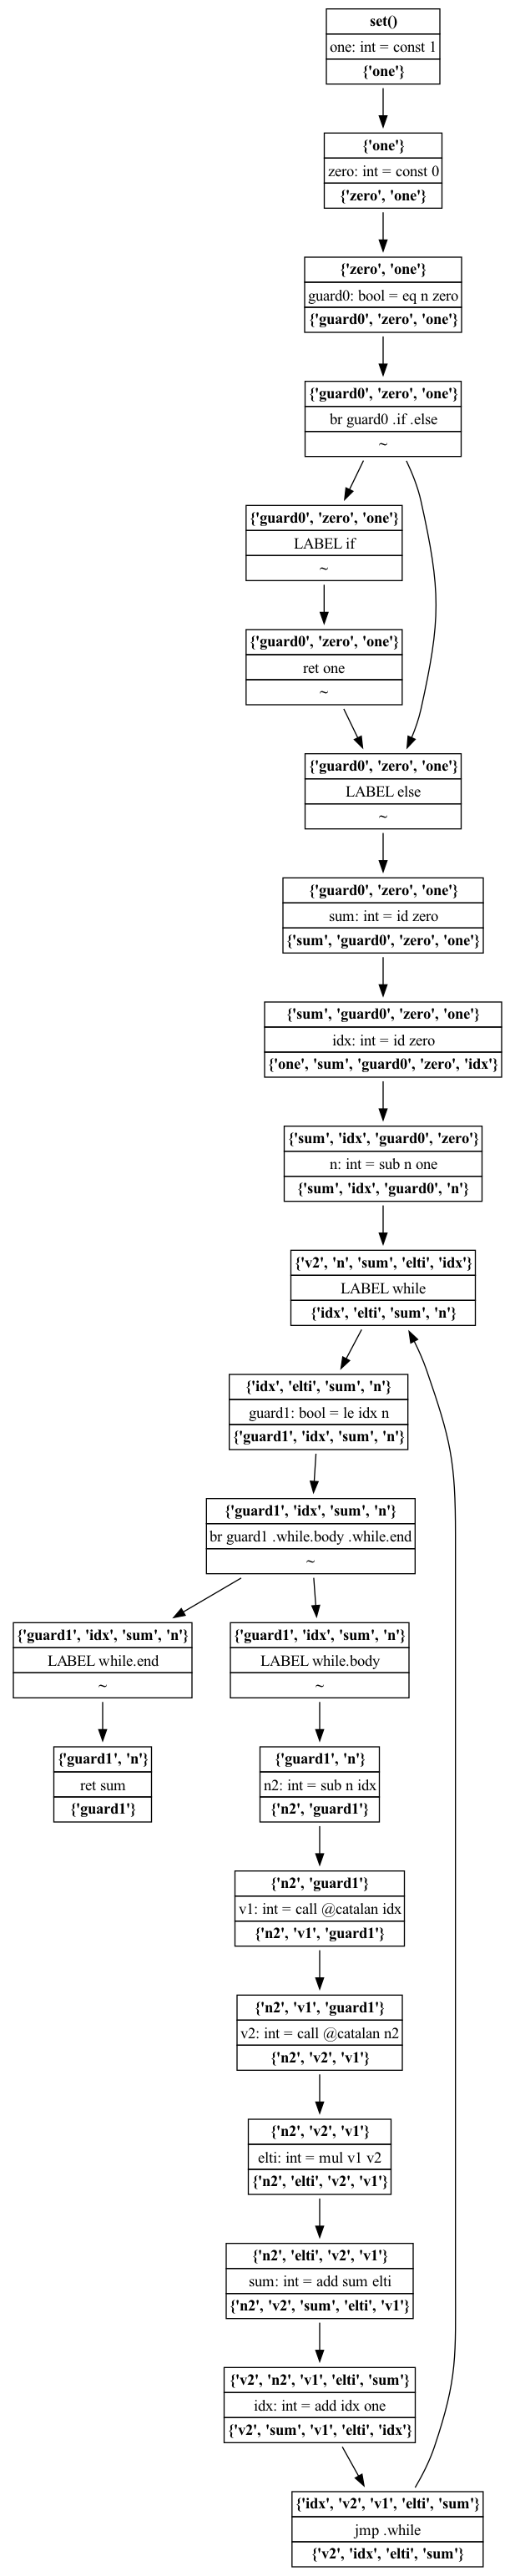 set()
one: int = const 1
{'one'}
{'one'}
zero: int = const 0
{'zero', 'one'}
{'zero', 'one'}
guard0: bool = eq n zero
{'guard0', 'zero', 'one'}
{'guard0', 'zero', 'one'}
br guard0 .if .else
~
{'guard0', 'zero', 'one'}
LABEL if
~
{'guard0', 'zero', 'one'}
ret one
~
{'guard0', 'zero', 'one'}
LABEL else
~
{'guard0', 'zero', 'one'}
sum: int = id zero
{'sum', 'guard0', 'zero', 'one'}
{'sum', 'guard0', 'zero', 'one'}
idx: int = id zero
{'one', 'sum', 'guard0', 'zero', 'idx'}
{'sum', 'idx', 'guard0', 'zero'}
n: int = sub n one
{'sum', 'idx', 'guard0', 'n'}
{'v2', 'n', 'sum', 'elti', 'idx'}
LABEL while
{'idx', 'elti', 'sum', 'n'}
{'idx', 'elti', 'sum', 'n'}
guard1: bool = le idx n
{'guard1', 'idx', 'sum', 'n'}
{'guard1', 'idx', 'sum', 'n'}
br guard1 .while.body .while.end
~
{'guard1', 'idx', 'sum', 'n'}
LABEL while.end
~
{'guard1', 'idx', 'sum', 'n'}
LABEL while.body
~
{'guard1', 'n'}
ret sum
{'guard1'}
{'guard1', 'n'}
n2: int = sub n idx
{'n2', 'guard1'}
{'n2', 'guard1'}
v1: int = call @catalan idx
{'n2', 'v1', 'guard1'}
{'n2', 'v1', 'guard1'}
v2: int = call @catalan n2
{'n2', 'v2', 'v1'}
{'n2', 'v2', 'v1'}
elti: int = mul v1 v2
{'n2', 'elti', 'v2', 'v1'}
{'n2', 'elti', 'v2', 'v1'}
sum: int = add sum elti
{'n2', 'v2', 'sum', 'elti', 'v1'}
{'v2', 'n2', 'v1', 'elti', 'sum'}
idx: int = add idx one
{'v2', 'sum', 'v1', 'elti', 'idx'}
{'idx', 'v2', 'v1', 'elti', 'sum'}
jmp .while
{'v2', 'idx', 'elti', 'sum'}